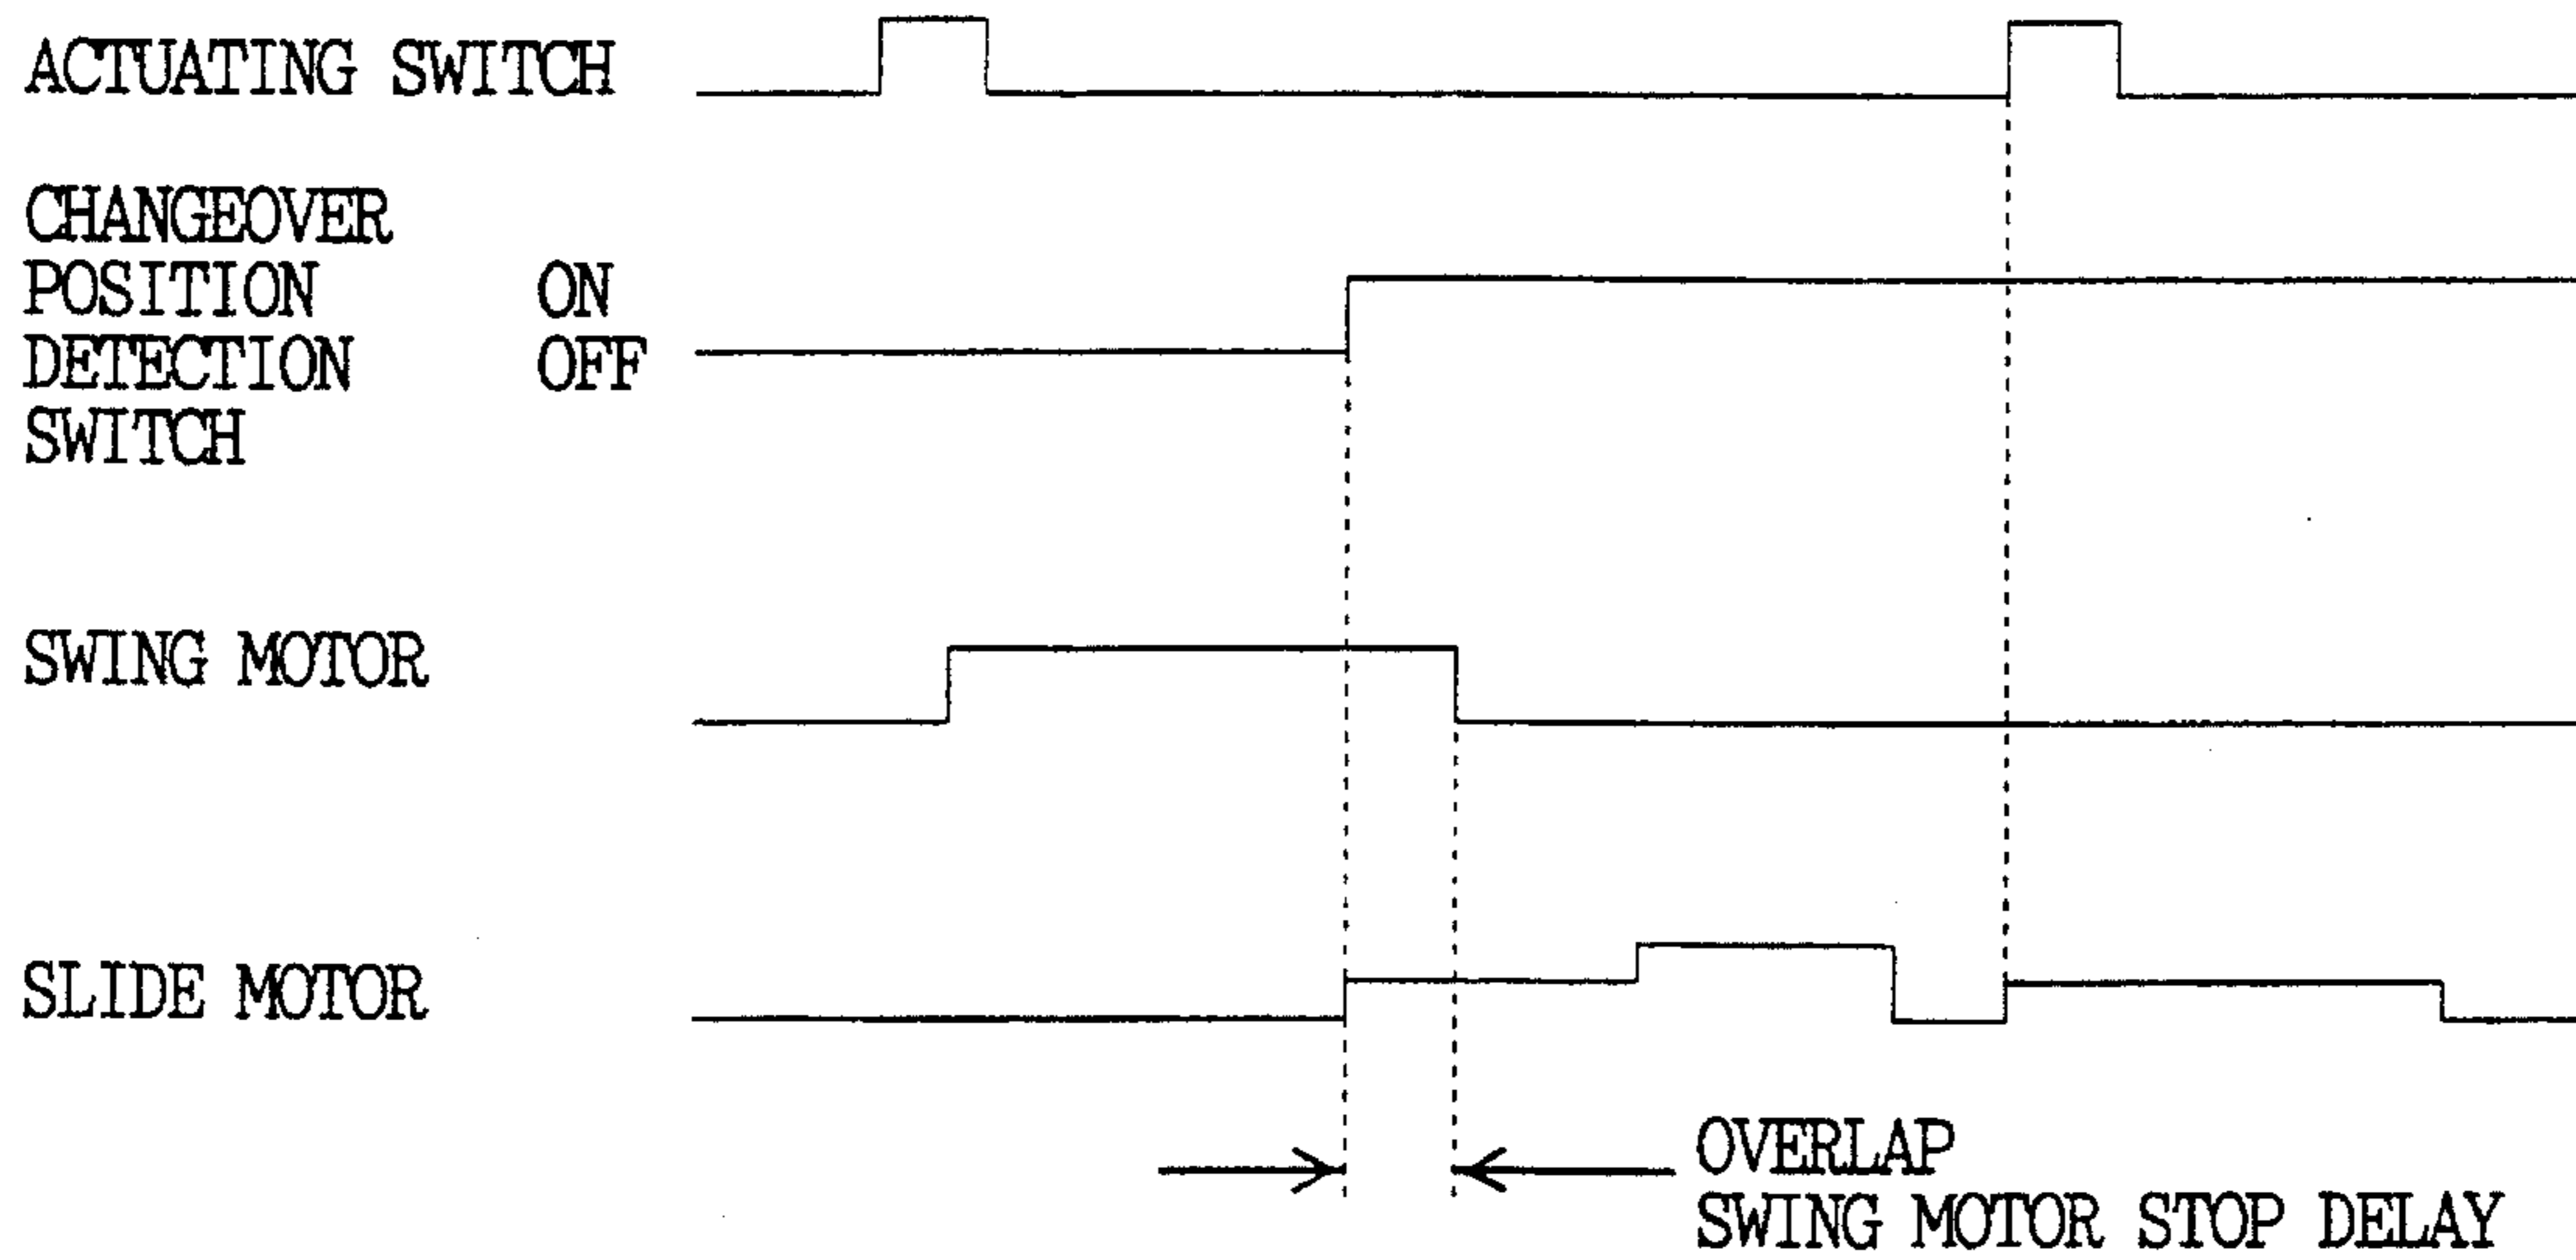 ACTUATING SWITCH
CHANGEOVER
POSITION ON
DETECTION OFF
SWITCH
SWING MOTOR
SLIDE MOTOR
OVERLAP
SWING MOTOR STOP DELAY